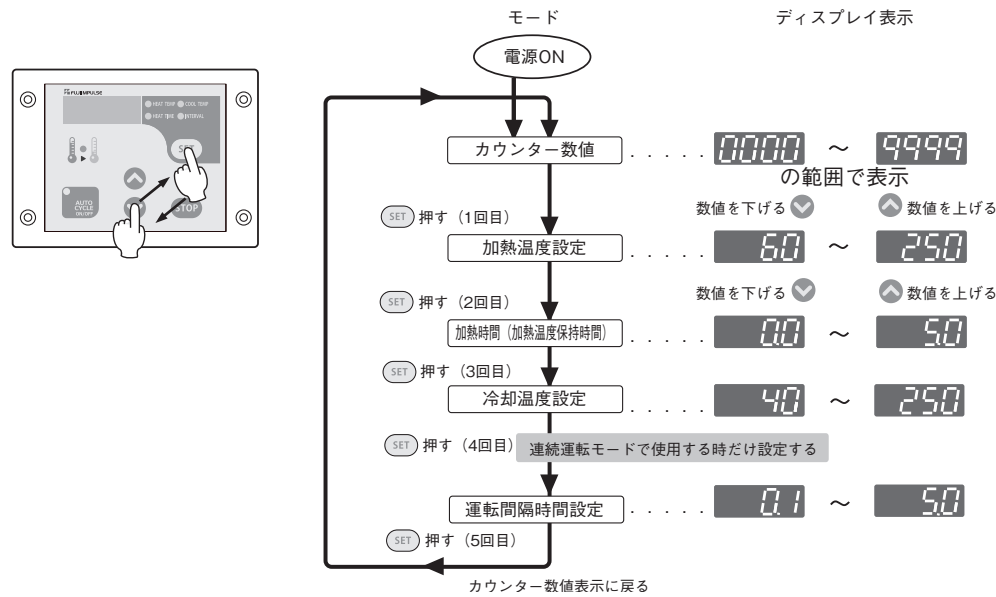 モード
ディスプレイ表示
電源ON
FUJI IMPULSE
HEAT TEMP
COOL TEMP
HEAT TIME
INTERVAL
SET
AUTO
CYCLE
ON/OFF
STOP
カウンター数値 . . . . . 0000 ～ 9999
の範囲で表示
SET 押す（1回目）
数値を下げる 数値を上げる
加熱温度設定 . . . . . 60 ～ 250
SET 押す（2回目）
数値を下げる 数値を上げる
加熱時間（加熱温度保持時間） . . . . . 0.0 ～ 5.0
SET 押す（3回目）
冷却温度設定 . . . . . 40 ～ 250
SET 押す（4回目） 連続運転モードで使用する時だけ設定する
運転間隔時間設定 . . . . . 0.1 ～ 5.0
SET 押す（5回目）
カウンター数値表示に戻る